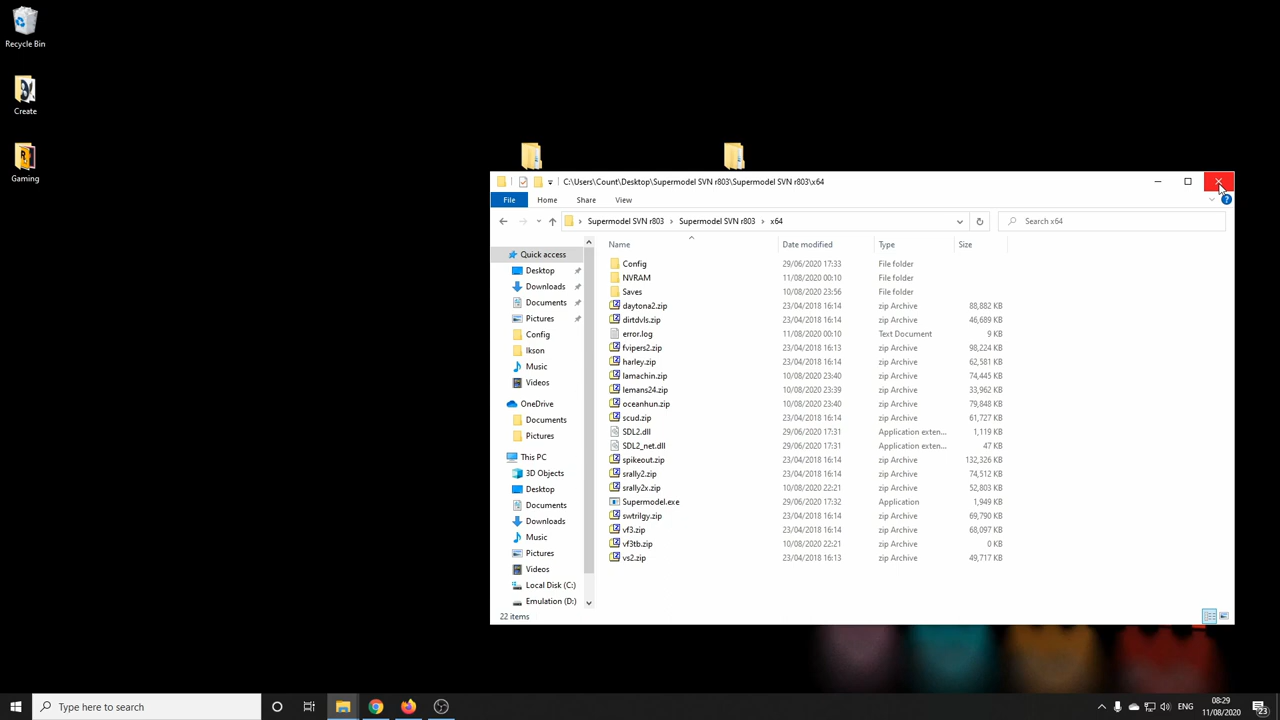 Recycle Bin
Create
Gaming
C:\Users\Count\Desktop\Supermodel SVN r803\Supermodel SVN r803\x64
File Home Share View
Supermodel SVN r803 Supermodel SVN r803 x64
Search x64
Name Date modified Type Size
Quick access
Desktop
Downloads
Documents
Pictures
Config
Ikson
Music
Videos
OneDrive
Documents
Pictures
This PC
3D Objects
Desktop
Documents
Downloads
Music
Pictures
Videos
Local Disk (C:)
Emulation (D:)
Config 29/06/2020 17:33 File folder
NVRAM 11/08/2020 00:10 File folder
Saves 10/08/2020 23:56 File folder
daytona2.zip 23/04/2018 16:14 zip Archive 88,882 KB
dirtdvls.zip 23/04/2018 16:14 zip Archive 46,689 KB
error.log 11/08/2020 00:10 Text Document 9 KB
fvipers2.zip 23/04/2018 16:13 zip Archive 98,224 KB
harley.zip 23/04/2018 16:14 zip Archive 62,581 KB
lamachin.zip 10/08/2020 23:40 zip Archive 74,445 KB
lemans24.zip 10/08/2020 23:39 zip Archive 33,962 KB
oceanhun.zip 10/08/2020 23:40 zip Archive 79,848 KB
scud.zip 23/04/2018 16:14 zip Archive 61,727 KB
SDL2.dll 29/06/2020 17:31 Application exten... 1,119 KB
SDL2_net.dll 29/06/2020 17:31 Application exten... 47 KB
spikeout.zip 23/04/2018 16:14 zip Archive 132,326 KB
srally2.zip 23/04/2018 16:14 zip Archive 74,512 KB
srally2x.zip 10/08/2020 22:21 zip Archive 52,803 KB
Supermodel.exe 29/06/2020 17:32 Application 1,949 KB
swtrilgy.zip 23/04/2018 16:14 zip Archive 69,790 KB
vf3.zip 23/04/2018 16:14 zip Archive 68,097 KB
vf3tb.zip 10/08/2020 22:21 zip Archive 0 KB
vs2.zip 23/04/2018 16:13 zip Archive 49,717 KB
22 items
Type here to search
ENG
08:29
11/08/2020
23